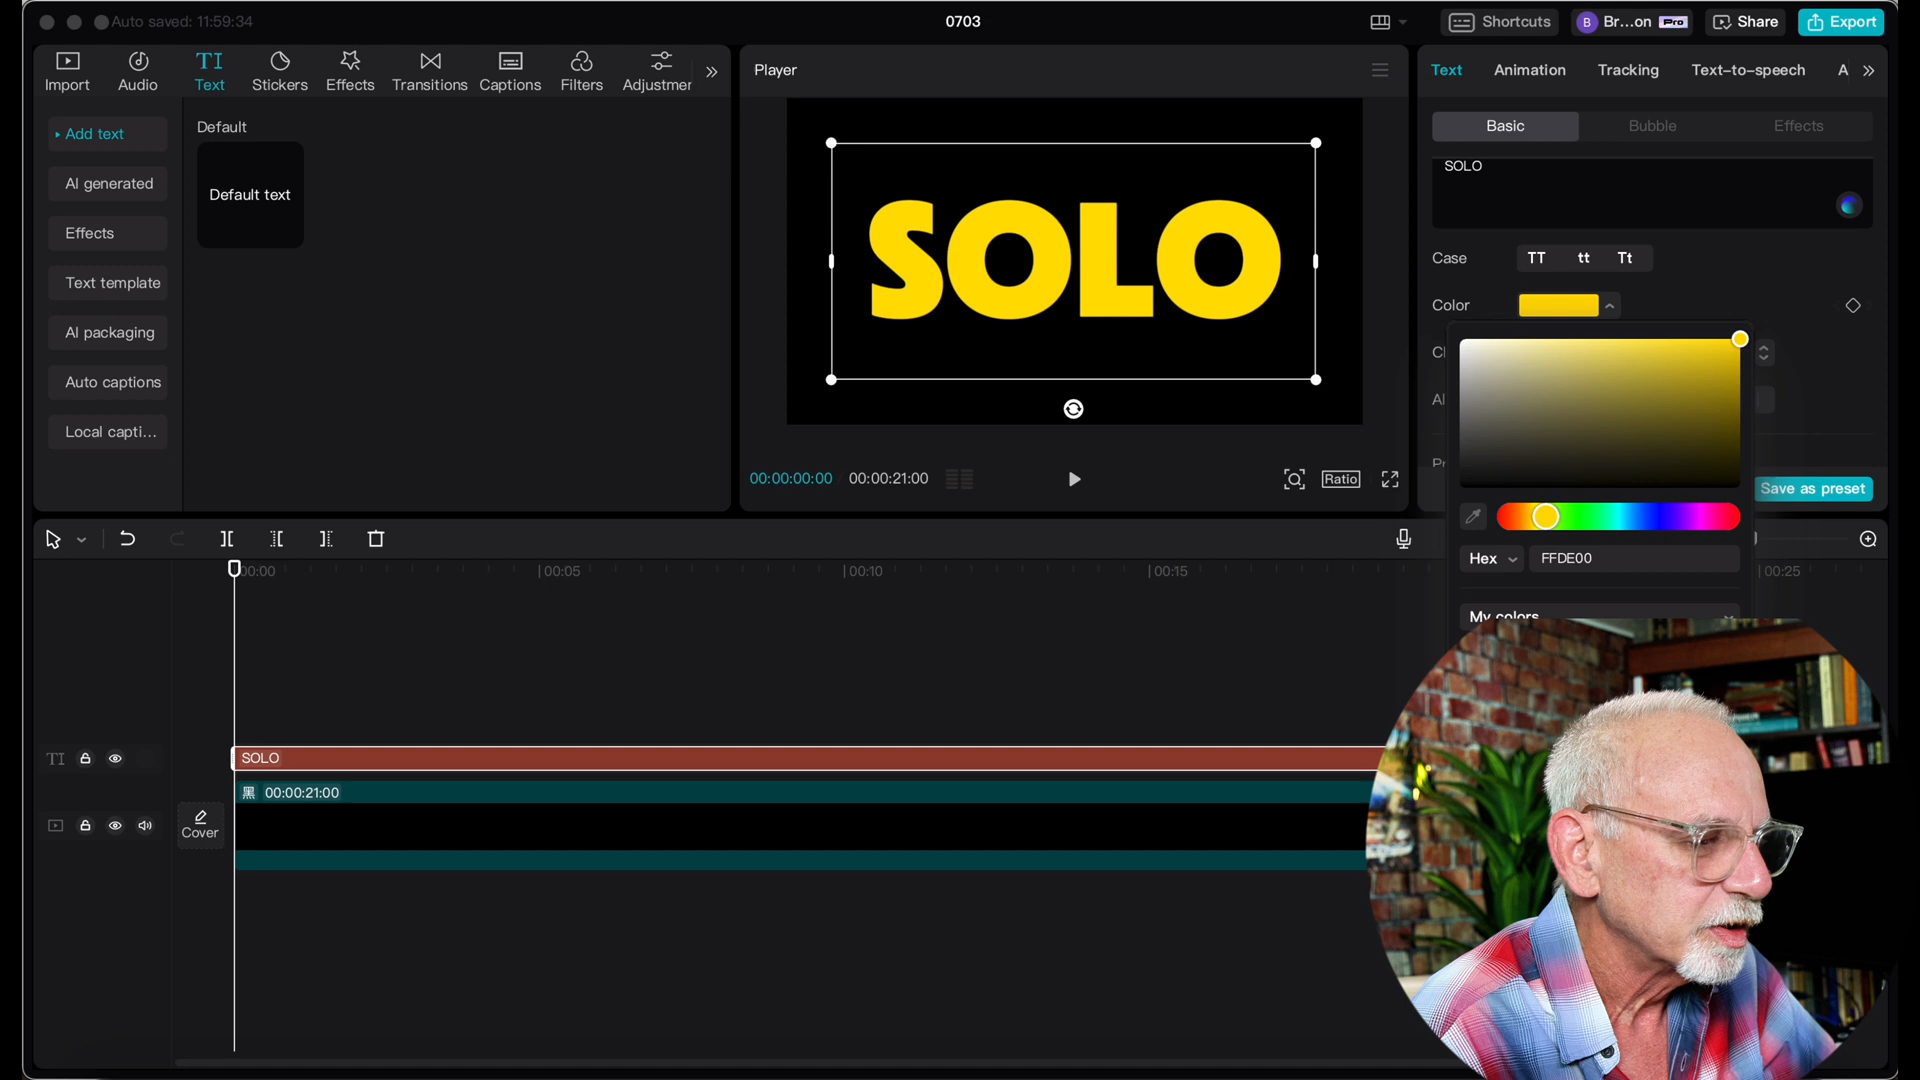 Auto saved: 11:59:34
0703
Shortcuts
B
Br...on
Pro
Share
Export
Import
Audio
TI
Text
Stickers
Effects
Transitions
Captions
Filters
Adjustmer
Player
Text
Animation
Tracking
Text-to-speech
A
Add text
AI generated
Effects
Text template
AI packaging
Auto captions
Local capti...
Default
Default text
SOLO
Basic
Bubble
Effects
SOLO
Case
TT
tt
Tt
Color
Save as preset
Hex
FFDE00
My colors
00:00:00:00
00:00:21:00
Ratio
00:00
00:05
00:10
00:15
00:25
TI
SOLO
黑 00:00:21:00
Cover